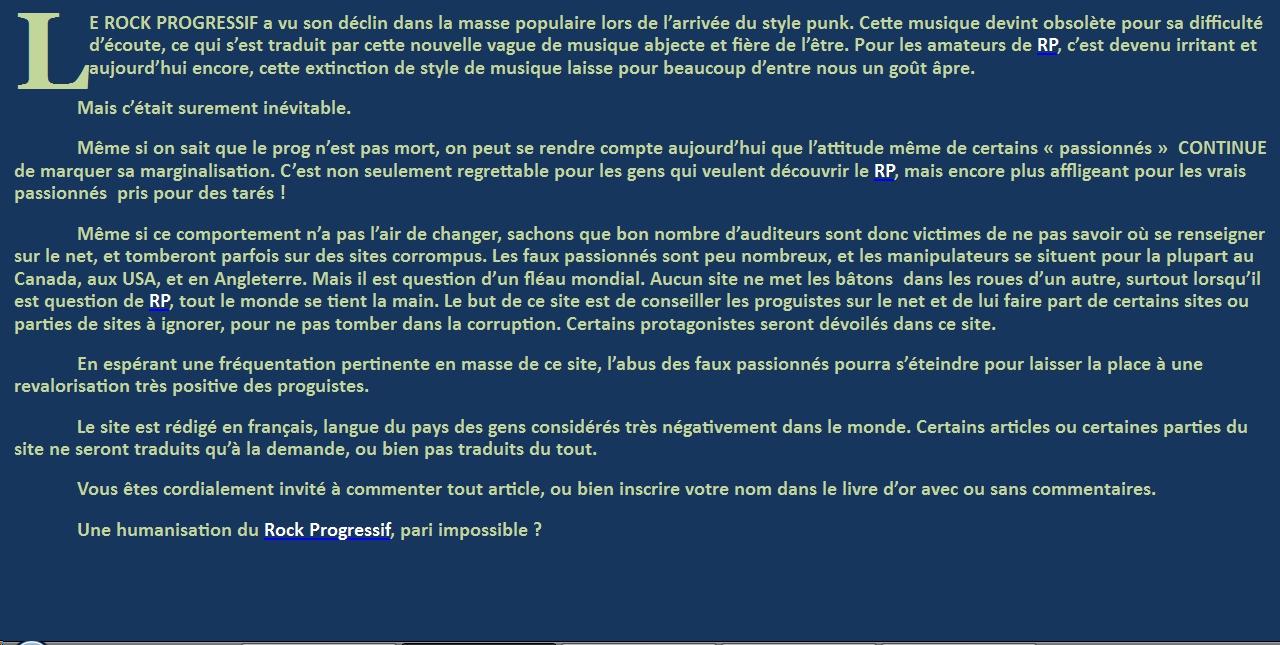 LE ROCK PROGRESSIF a vu son déclin dans la masse populaire lors de l’arrivée du style punk. Cette musique devint obsolète pour sa difficulté
d’écoute, ce qui s’est traduit par cette nouvelle vague de musique abjecte et fière de l’être. Pour les amateurs de RP, c’est devenu irritant et
aujourd’hui encore, cette extinction de style de musique laisse pour beaucoup d’entre nous un goût âpre.
Mais c’était surement inévitable.
Même si on sait que le prog n’est pas mort, on peut se rendre compte aujourd’hui que l’attitude même de certains « passionnés »  CONTINUE
de marquer sa marginalisation. C’est non seulement regrettable pour les gens qui veulent découvrir le RP, mais encore plus affligeant pour les vrais
passionnés  pris pour des tarés !
Même si ce comportement n’a pas l’air de changer, sachons que bon nombre d’auditeurs sont donc victimes de ne pas savoir où se renseigner
sur le net, et tomberont parfois sur des sites corrompus. Les faux passionnés sont peu nombreux, et les manipulateurs se situent pour la plupart au
Canada, aux USA, et en Angleterre. Mais il est question d’un fléau mondial. Aucun site ne met les bâtons  dans les roues d’un autre, surtout lorsqu’il
est question de RP, tout le monde se tient la main. Le but de ce site est de conseiller les proguistes sur le net et de lui faire part de certains sites ou
parties de sites à ignorer, pour ne pas tomber dans la corruption. Certains protagonistes seront dévoilés dans ce site.
En espérant une fréquentation pertinente en masse de ce site, l’abus des faux passionnés pourra s’éteindre pour laisser la place à une
revalorisation très positive des proguistes.
Le site est rédigé en français, langue du pays des gens considérés très négativement dans le monde. Certains articles ou certaines parties du
site ne seront traduits qu’à la demande, ou bien pas traduits du tout.
Vous êtes cordialement invité à commenter tout article, ou bien inscrire votre nom dans le livre d’or avec ou sans commentaires.
Une humanisation du Rock Progressif, pari impossible ?